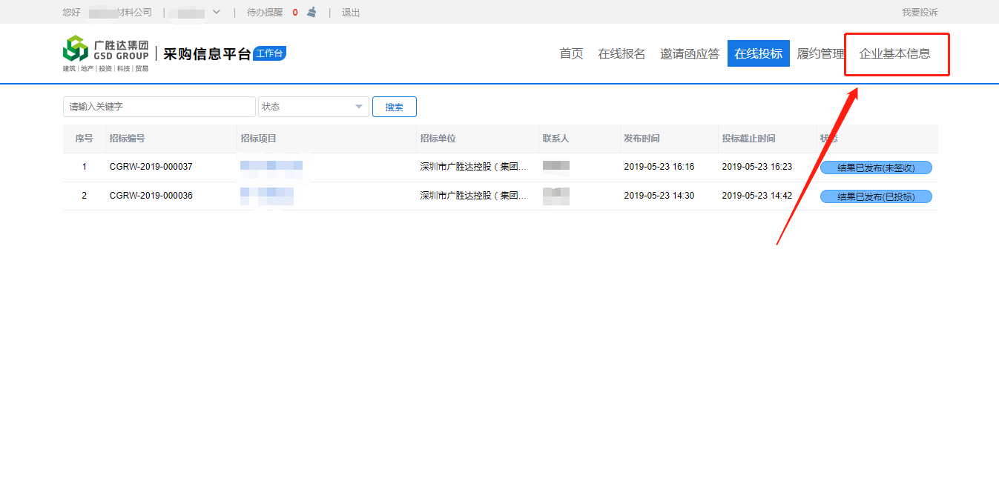 您好 材料公司 | | 待办提醒 0 | 退出 我要投诉
广胜达集团
GSD GROUP
建筑 | 地产 | 投资 | 科技 | 贸易
采购信息平台 工作台
首页 在线报名 邀请函应答 在线投标 履约管理 企业基本信息
请输入关键字 状态 搜索
序号 招标编号 招标项目 招标单位 联系人 发布时间 投标截止时间 状态
1 CGRW-2019-000037 深圳市广胜达控股（集团... 2019-05-23 16:16 2019-05-23 16:23 结果已发布(未签收)
2 CGRW-2019-000036 深圳市广胜达控股（集团... 2019-05-23 14:30 2019-05-23 14:42 结果已发布(已投标)